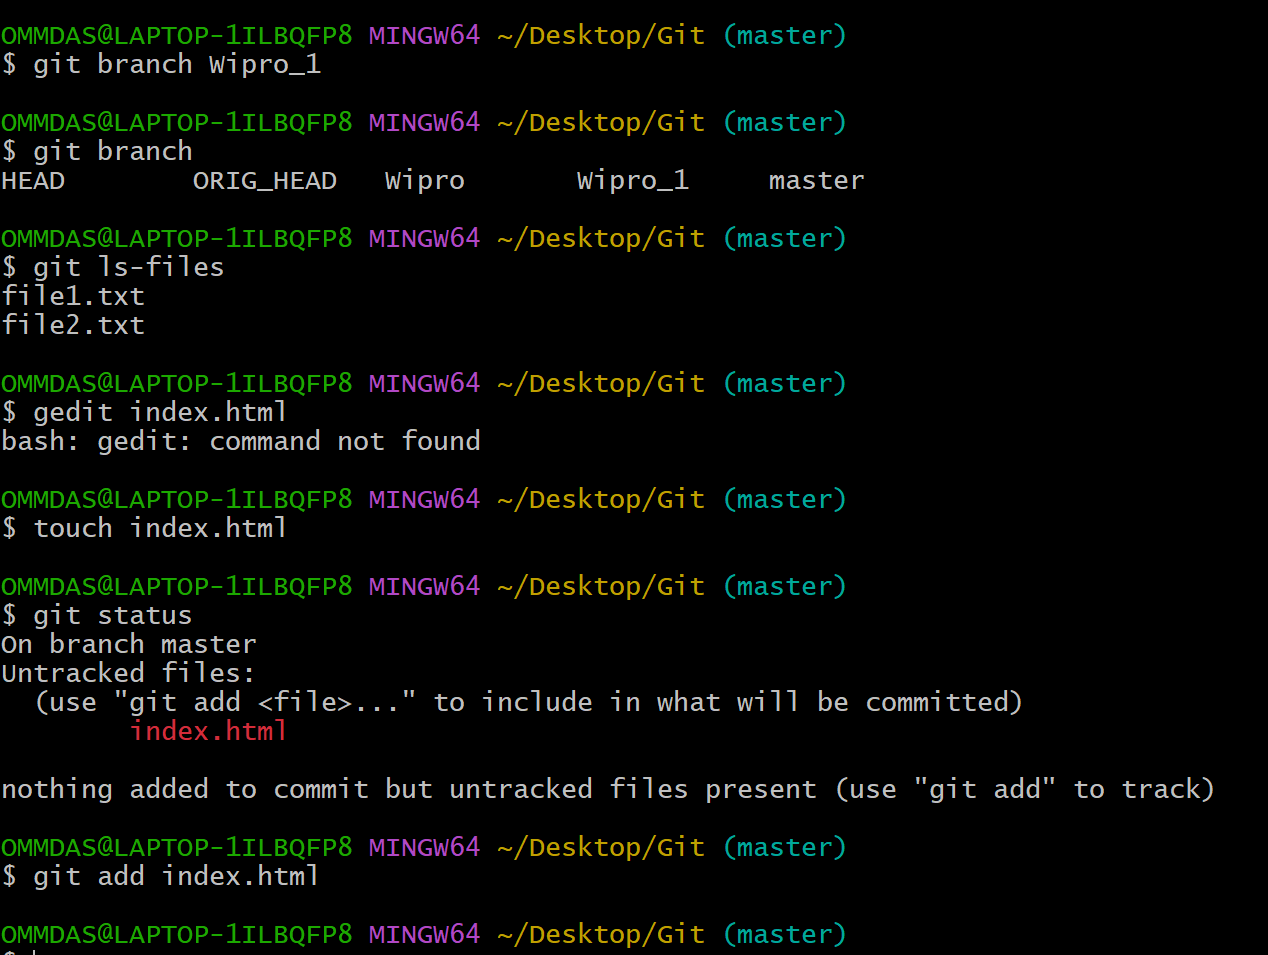 OMMDAS@LAPTOP-1ILBQFP8 MINGW64 ~/Desktop/Git (master)
$ git branch Wipro_1
OMMDAS@LAPTOP-1ILBQFP8 MINGW64 ~/Desktop/Git (master)
$ git branch
HEAD        ORIG_HEAD   Wipro       Wipro_1     master
OMMDAS@LAPTOP-1ILBQFP8 MINGW64 ~/Desktop/Git (master)
$ git ls-files
file1.txt
file2.txt
OMMDAS@LAPTOP-1ILBQFP8 MINGW64 ~/Desktop/Git (master)
$ gedit index.html
bash: gedit: command not found
OMMDAS@LAPTOP-1ILBQFP8 MINGW64 ~/Desktop/Git (master)
$ touch index.html
OMMDAS@LAPTOP-1ILBQFP8 MINGW64 ~/Desktop/Git (master)
$ git status
On branch master
Untracked files:
  (use "git add <file>..." to include in what will be committed)
        index.html
nothing added to commit but untracked files present (use "git add" to track)
OMMDAS@LAPTOP-1ILBQFP8 MINGW64 ~/Desktop/Git (master)
$ git add index.html
OMMDAS@LAPTOP-1ILBQFP8 MINGW64 ~/Desktop/Git (master)
$